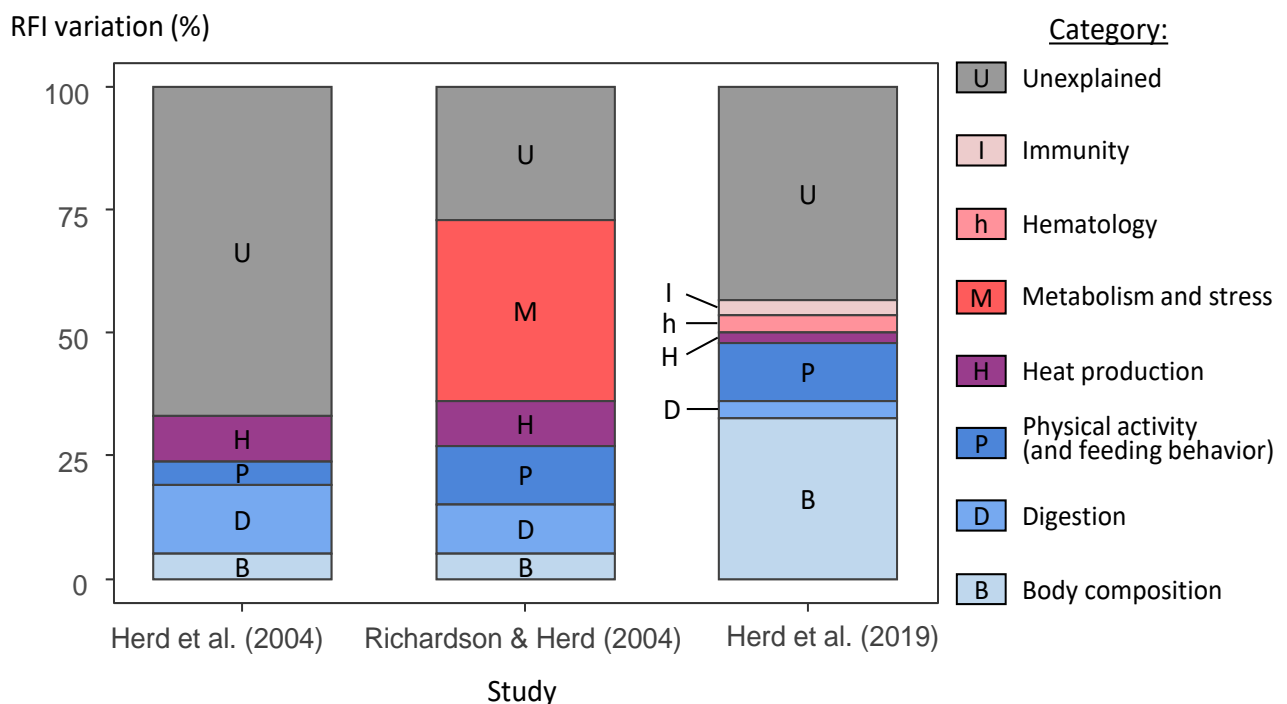 RFI variation (%)
100
75
50
25
0
U
H
P
D
B
U
M
H
P
D
B
U
I
h
H
P
D
B
Herd et al. (2004)
Richardson & Herd (2004)
Herd et al. (2019)
Study
Category:
U Unexplained
I Immunity
h Hematology
M Metabolism and stress
H Heat production
P Physical activity
(and feeding behavior)
D Digestion
B Body composition